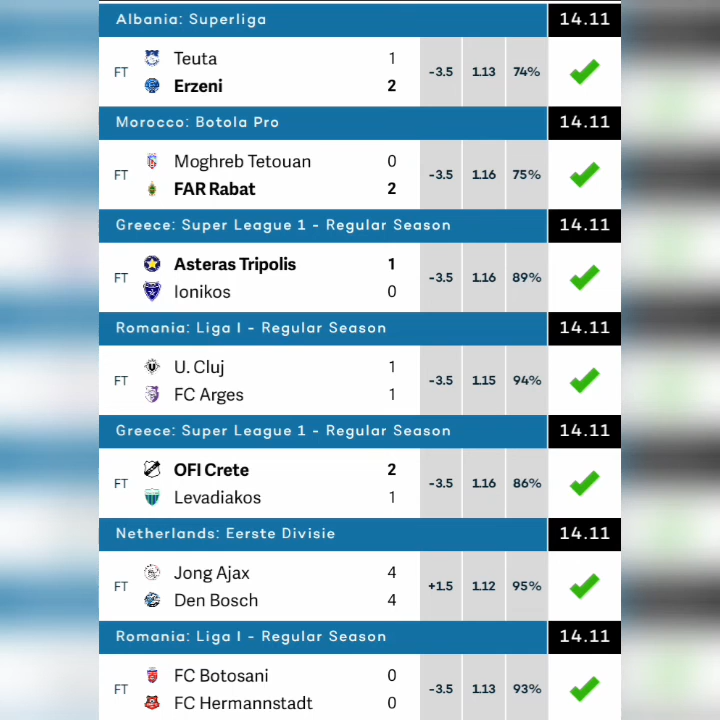 Albania: Superliga 14.11
FT Teuta 1 -3.5 1.13 74%
Erzeni 2
Morocco: Botola Pro 14.11
FT Moghreb Tetouan 0 -3.5 1.16 75%
FAR Rabat 2
Greece: Super League 1 - Regular Season 14.11
FT Asteras Tripolis 1 -3.5 1.16 89%
Ionikos 0
Romania: Liga I - Regular Season 14.11
FT U. Cluj 1 -3.5 1.15 94%
FC Arges 1
Greece: Super League 1 - Regular Season 14.11
FT OFI Crete 2 -3.5 1.16 86%
Levadiakos 1
Netherlands: Eerste Divisie 14.11
FT Jong Ajax 4 +1.5 1.12 95%
Den Bosch 4
Romania: Liga I - Regular Season 14.11
FT FC Botosani 0 -3.5 1.13 93%
FC Hermannstadt 0